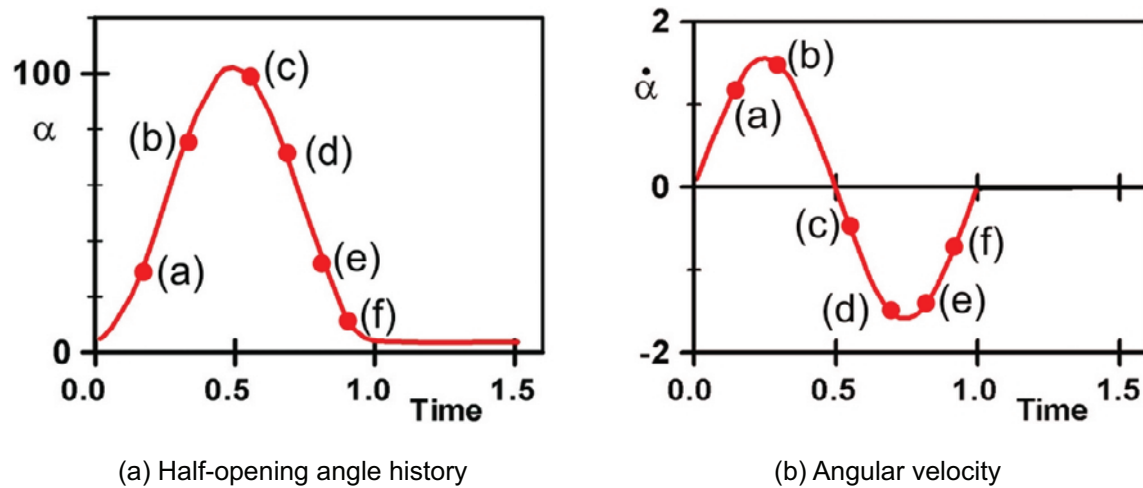 100
α
0
(a)
(b)
(c)
(d)
(e)
(f)
0.0
0.5
1.0
1.5
Time
2
α̇
0
-2
(a)
(b)
(c)
(d)
(e)
(f)
0.0
0.5
1.0
1.5
Time
(a) Half-opening angle history
(b) Angular velocity